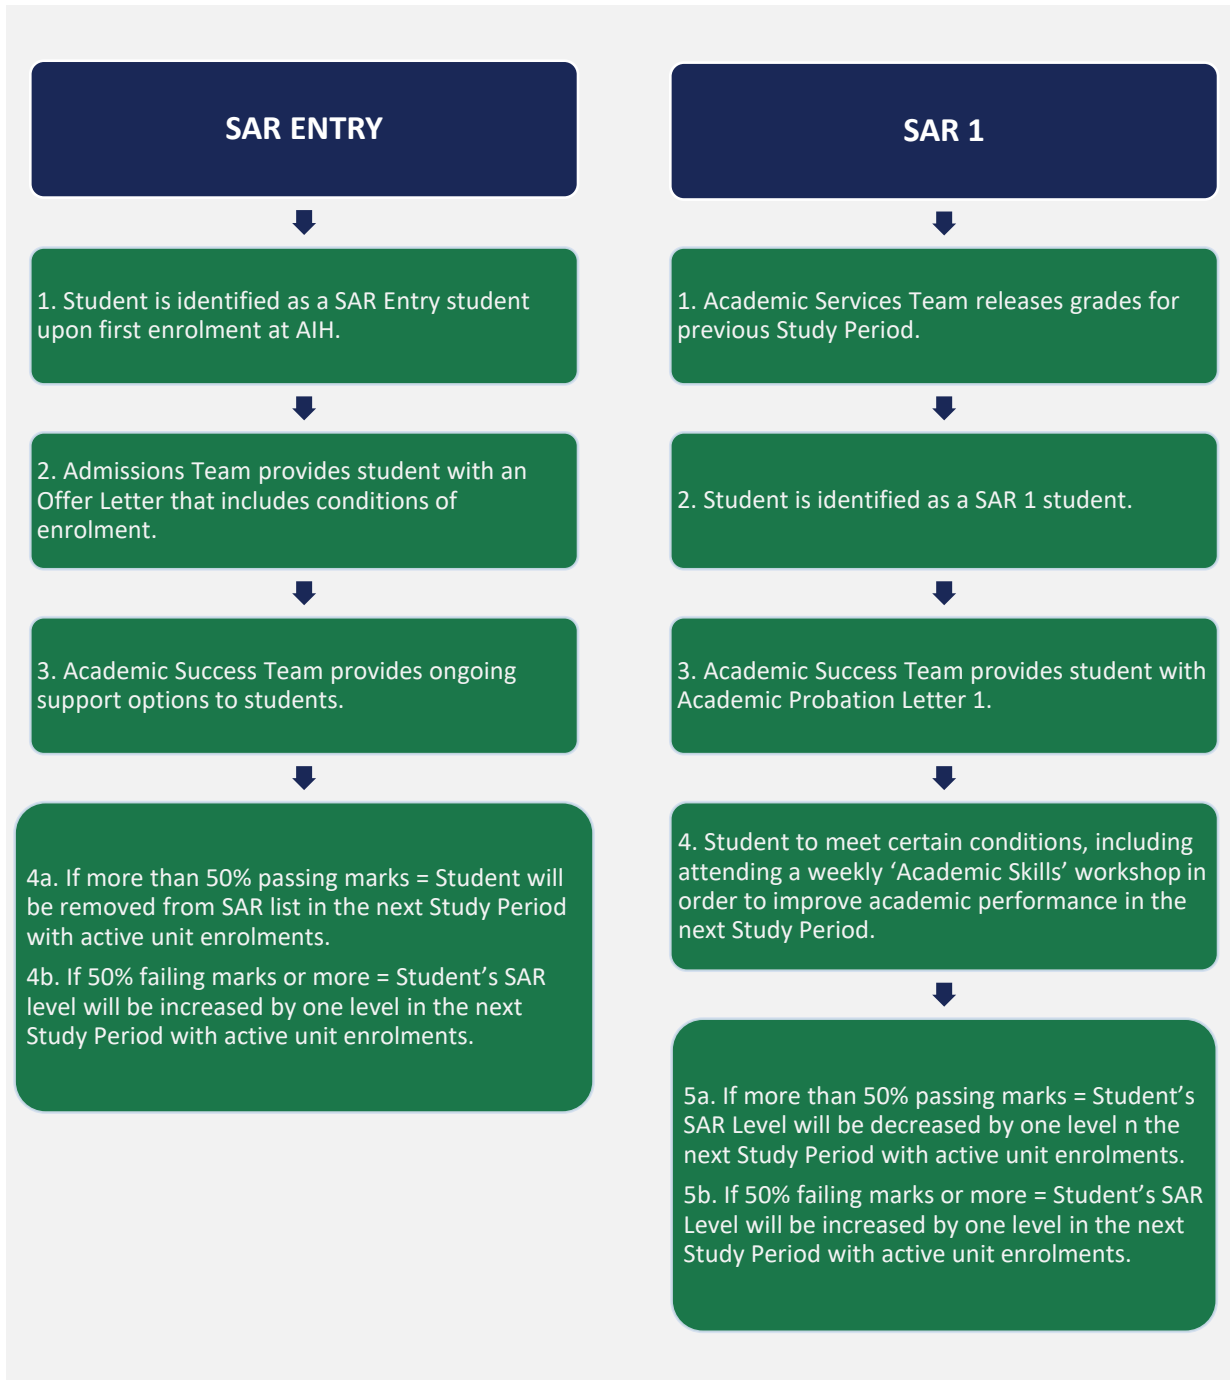 SAR ENTRY
1. Student is identified as a SAR Entry student
upon first enrolment at AIH.
2. Admissions Team provides student with an
Offer Letter that includes conditions of
enrolment.
3. Academic Success Team provides ongoing
support options to students.
4a. If more than 50% passing marks = Student will
be removed from SAR list in the next Study Period
with active unit enrolments.
4b. If 50% failing marks or more = Student’s SAR
level will be increased by one level in the next
Study Period with active unit enrolments.
SAR 1
1. Academic Services Team releases grades for
previous Study Period.
2. Student is identified as a SAR 1 student.
3. Academic Success Team provides student with
Academic Probation Letter 1.
4. Student to meet certain conditions, including
attending a weekly ‘Academic Skills’ workshop in
order to improve academic performance in the
next Study Period.
5a. If more than 50% passing marks = Student’s
SAR Level will be decreased by one level n the
next Study Period with active unit enrolments.
5b. If 50% failing marks or more = Student’s SAR
Level will be increased by one level in the next
Study Period with active unit enrolments.